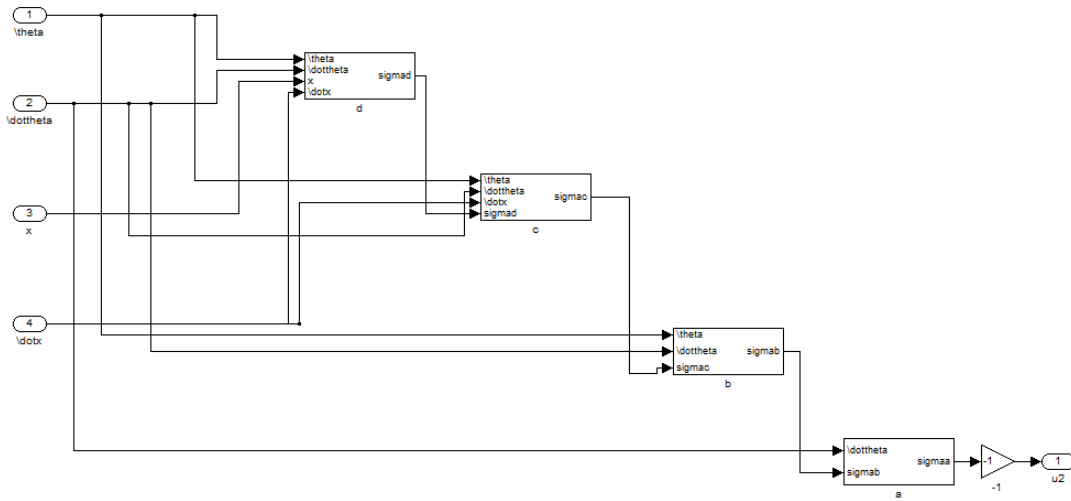 1
\theta
\theta
\dottheta
x
\dotx
sigmad
d
2
\dottheta
\theta
\dottheta
\dotx
sigmad
sigmac
c
3
x
4
\dotx
\theta
\dottheta
sigmac
sigmab
b
\dottheta
sigmab
sigmaa
a
-1
-1
1
u2